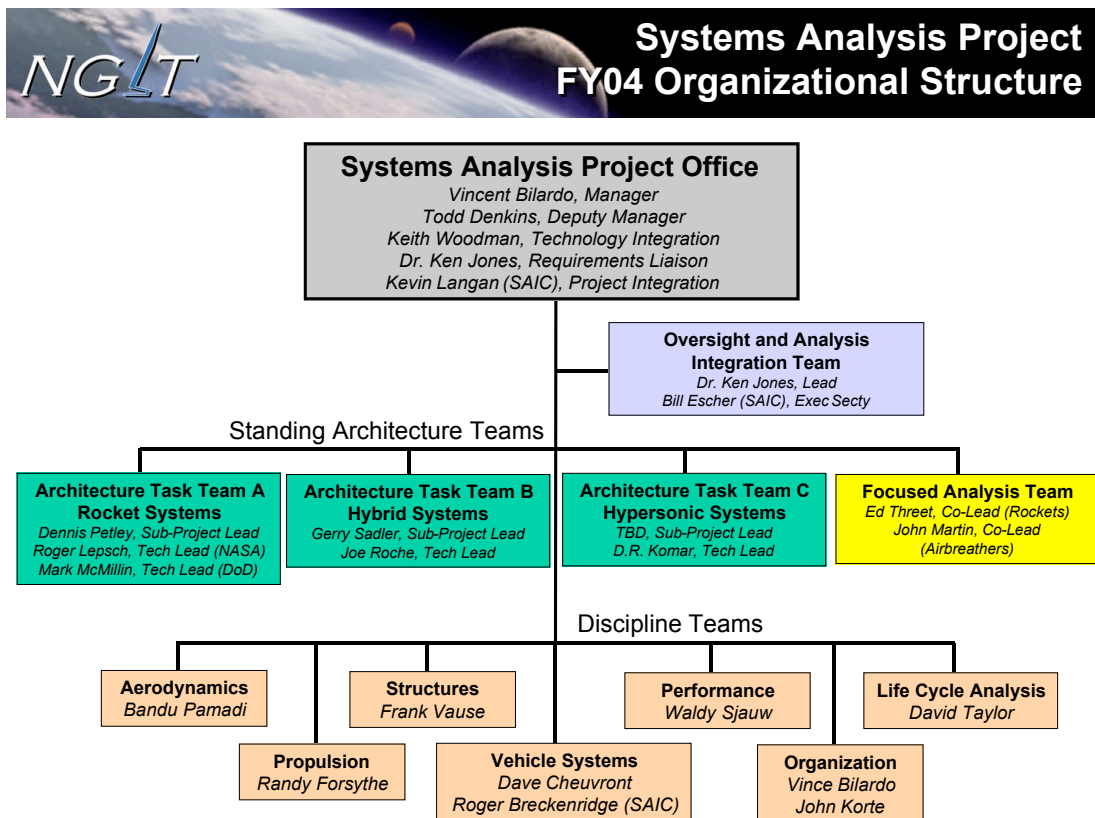 NGLT
Systems Analysis Project
FY04 Organizational Structure
Systems Analysis Project Office
Vincent Bilardo, Manager
Todd Denkins, Deputy Manager
Keith Woodman, Technology Integration
Dr. Ken Jones, Requirements Liaison
Kevin Langan (SAIC), Project Integration
Oversight and Analysis
Integration Team
Dr. Ken Jones, Lead
Bill Escher (SAIC), Exec Secty
Standing Architecture Teams
Architecture Task Team A
Rocket Systems
Dennis Petley, Sub-Project Lead
Roger Lepsch, Tech Lead (NASA)
Mark McMillin, Tech Lead (DoD)
Architecture Task Team B
Hybrid Systems
Gerry Sadler, Sub-Project Lead
Joe Roche, Tech Lead
Architecture Task Team C
Hypersonic Systems
TBD, Sub-Project Lead
D.R. Komar, Tech Lead
Focused Analysis Team
Ed Threet, Co-Lead (Rockets)
John Martin, Co-Lead
(Airbreathers)
Discipline Teams
Aerodynamics
Bandu Pamadi
Structures
Frank Vause
Performance
Waldy Sjauw
Life Cycle Analysis
David Taylor
Propulsion
Randy Forsythe
Vehicle Systems
Dave Cheuvront
Roger Breckenridge (SAIC)
Organization
Vince Bilardo
John Korte